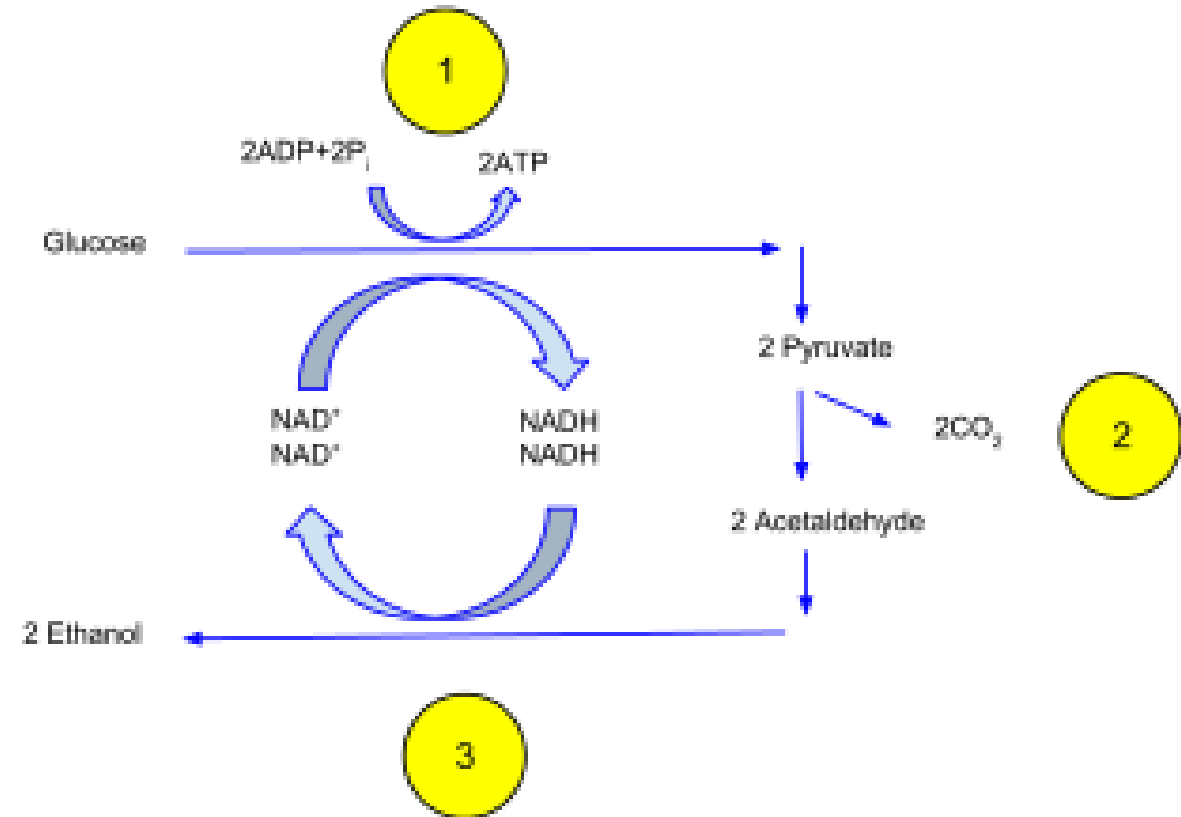 1
2ADP+2Pi
2ATP
Glucose
2 Pyruvate
NAD⁺
NADH
NAD⁺
NADH
2CO₂
2
2 Acetaldehyde
2 Ethanol
3